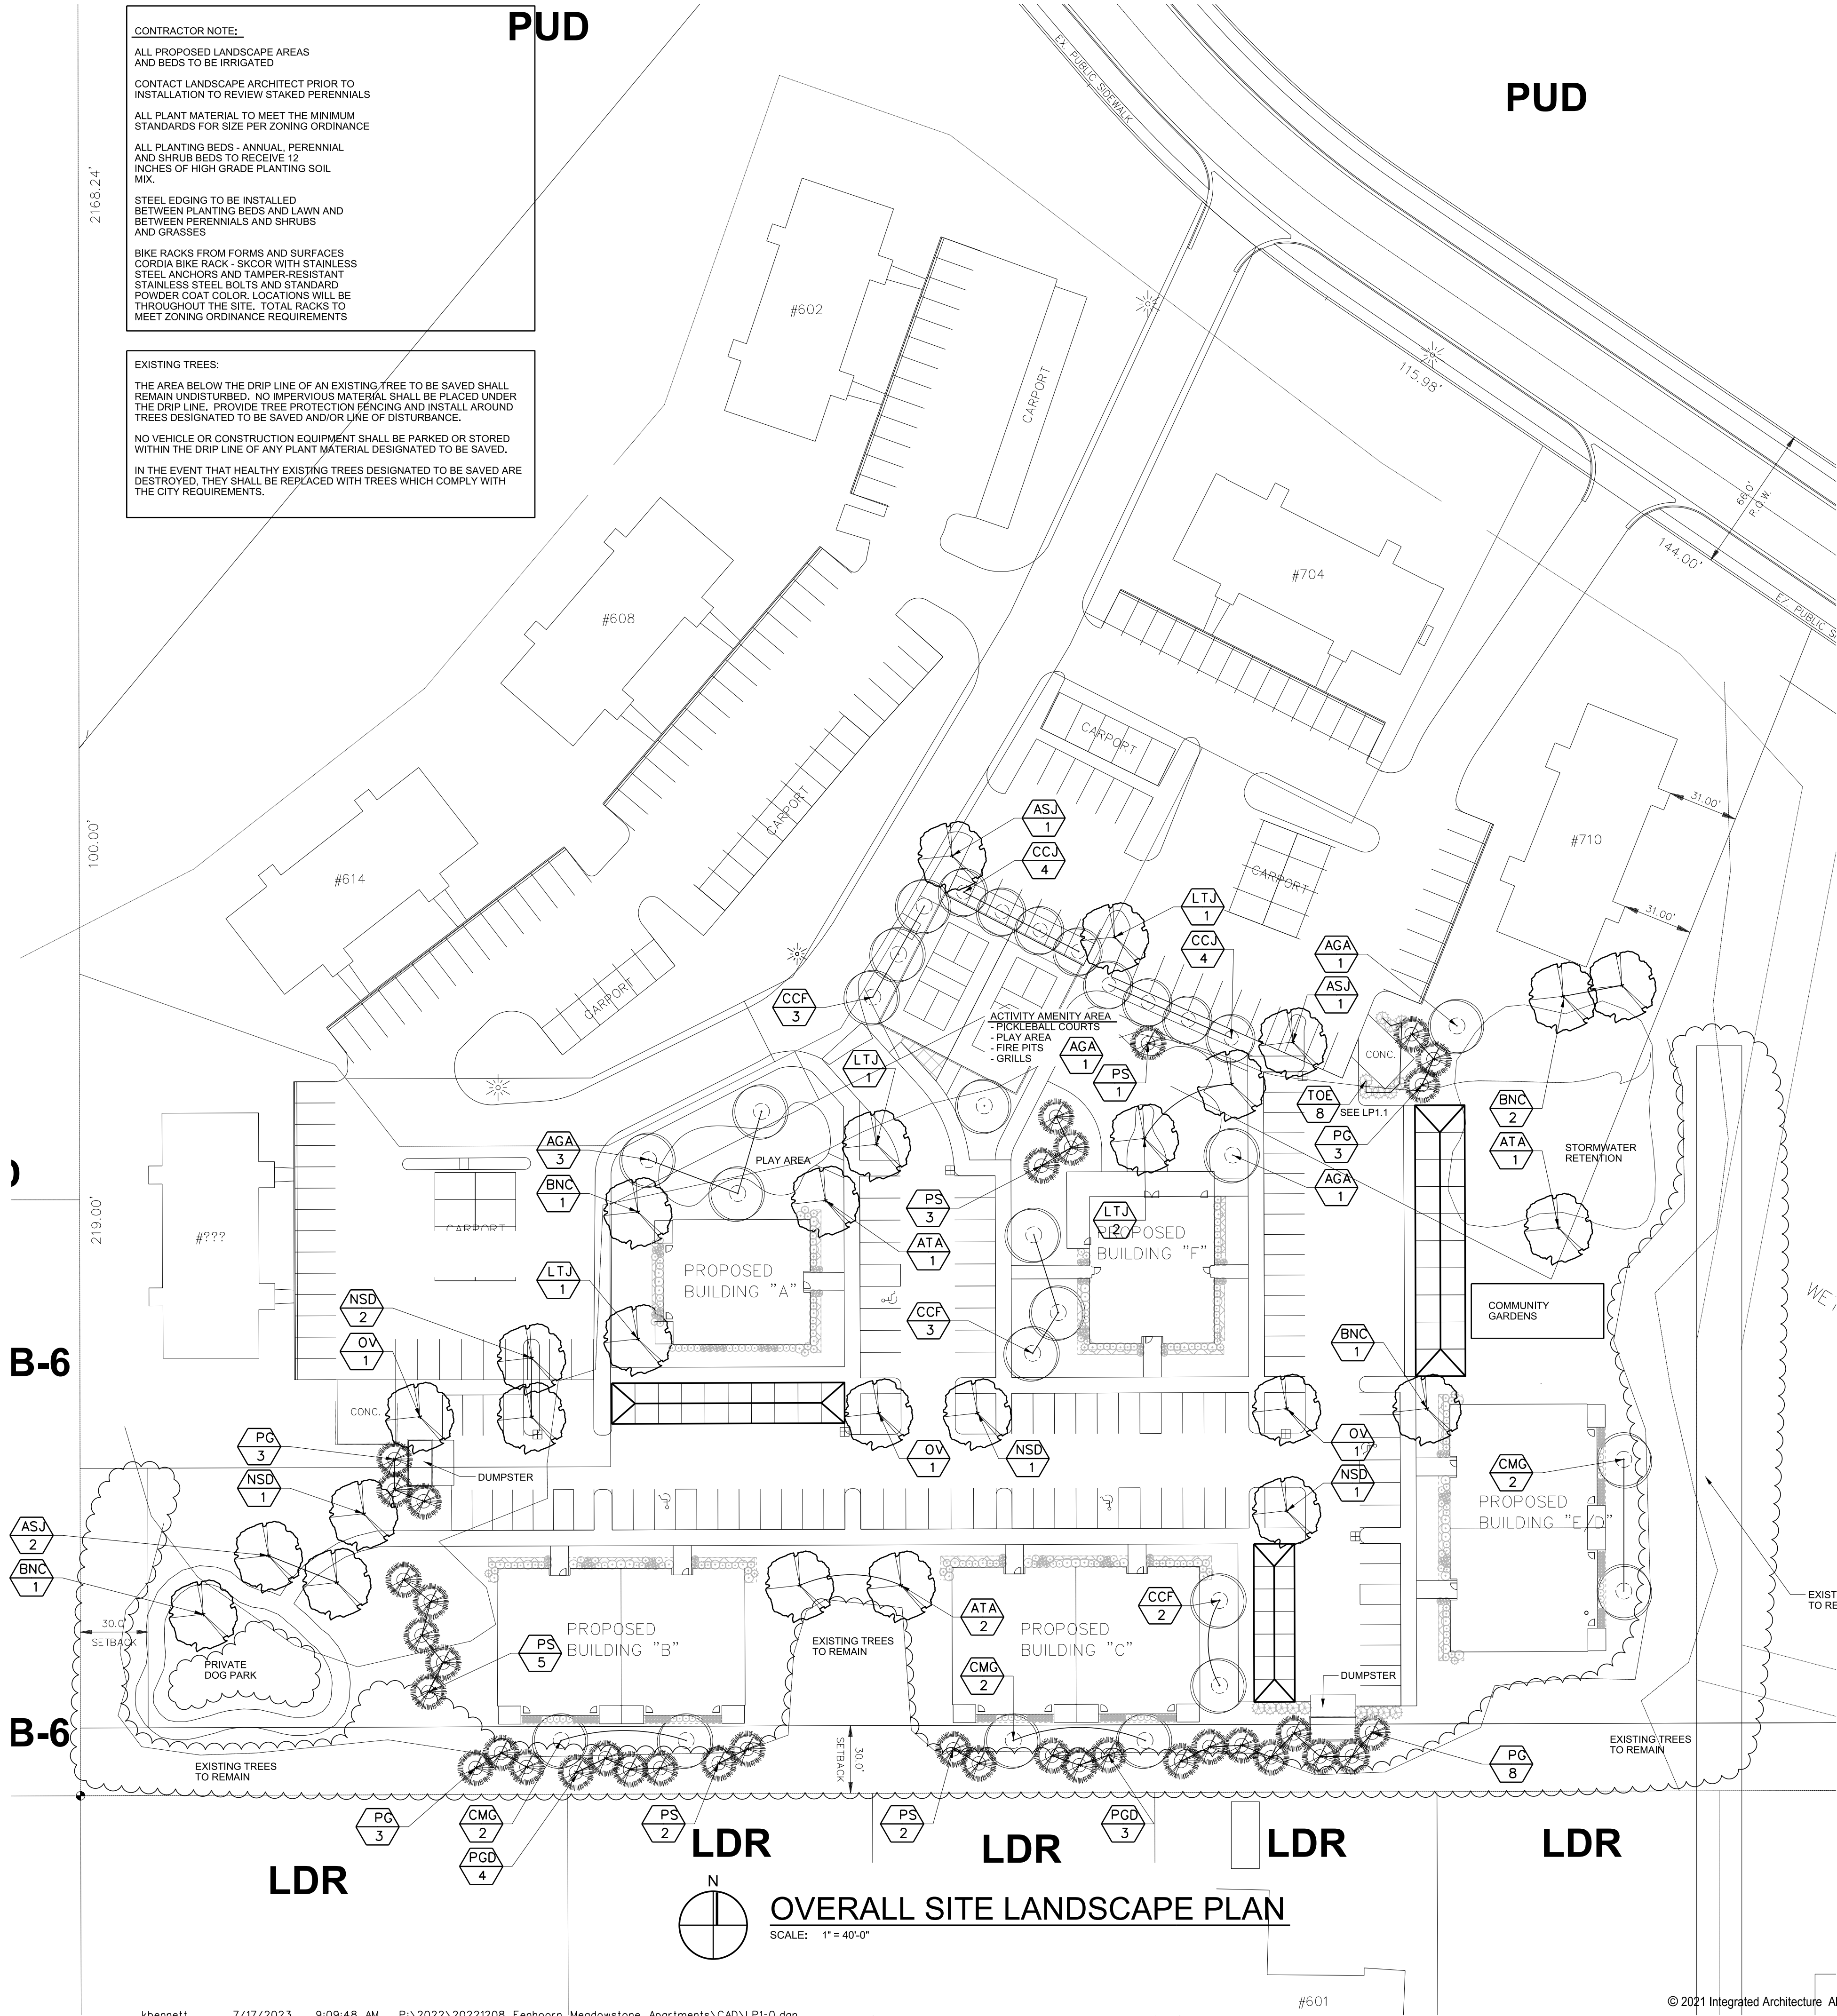 PUD
PUD
CONTRACTOR NOTE:
ALL PROPOSED LANDSCAPE AREAS
AND BEDS TO BE IRRIGATED
CONTACT LANDSCAPE ARCHITECT PRIOR TO
INSTALLATION TO REVIEW STAKED PERENNIALS
ALL PLANT MATERIAL TO MEET THE MINIMUM
STANDARDS FOR SIZE PER ZONING ORDINANCE
ALL PLANTING BEDS - ANNUAL, PERENNIAL
AND SHRUB BEDS TO RECEIVE 12
INCHES OF HIGH GRADE PLANTING SOIL
MIX.
STEEL EDGING TO BE INSTALLED
BETWEEN PLANTING BEDS AND LAWN AND
BETWEEN PERENNIALS AND SHRUBS
AND GRASSES
BIKE RACKS FROM FORMS AND SURFACES
CORDIA BIKE RACK - SKCOR WITH STAINLESS
STEEL ANCHORS AND TAMPER-RESISTANT
STAINLESS STEEL BOLTS AND STANDARD
POWDER COAT COLOR. LOCATIONS WILL BE
THROUGHOUT THE SITE. TOTAL RACKS TO
MEET ZONING ORDINANCE REQUIREMENTS
EXISTING TREES:
THE AREA BELOW THE DRIP LINE OF AN EXISTING TREE TO BE SAVED SHALL
REMAIN UNDISTURBED. NO IMPERVIOUS MATERIAL SHALL BE PLACED UNDER
THE DRIP LINE. PROVIDE TREE PROTECTION FENCING AND INSTALL AROUND
TREES DESIGNATED TO BE SAVED AND/OR LINE OF DISTURBANCE.
NO VEHICLE OR CONSTRUCTION EQUIPMENT SHALL BE PARKED OR STORED
WITHIN THE DRIP LINE OF ANY PLANT MATERIAL DESIGNATED TO BE SAVED.
IN THE EVENT THAT HEALTHY EXISTING TREES DESIGNATED TO BE SAVED ARE
DESTROYED, THEY SHALL BE REPLACED WITH TREES WHICH COMPLY WITH
THE CITY REQUIREMENTS.
2168.24'
EX. PUBLIC SIDEWALK
#602
CARPORT
115.98'
66.0'
R.O.W.
144.00'
EX. PUBLIC S
#704
#608
CARPORT
CARPORT
31.00'
#710
31.00'
100.00'
#614
CARPORT
CARPORT
ASJ
1
CCJ
4
LTJ
1
CCJ
4
AGA
1
ASJ
1
CCF
3
ACTIVITY AMENITY AREA
- PICKLEBALL COURTS
- PLAY AREA
- FIRE PITS
- GRILLS
AGA
1
PS
1
LTJ
1
CONC.
TOE
8
SEE LP1.1
PG
3
BNC
2
ATA
1
STORMWATER
RETENTION
AGA
3
BNC
1
PLAY AREA
AGA
1
PS
3
LTJ
2
ATA
1
219.00'
#???
CARPORT
PROPOSED
BUILDING "A"
PROPOSED
BUILDING "F"
LTJ
1
NSD
2
OV
1
CCF
3
COMMUNITY
GARDENS
BNC
1
WE
B-6
CONC.
PG
3
NSD
1
DUMPSTER
OV
1
NSD
1
OV
1
NSD
1
CMG
2
PROPOSED
BUILDING "E/D"
ASJ
2
BNC
1
30.0'
SETBACK
PRIVATE
DOG PARK
PS
5
PROPOSED
BUILDING "B"
EXISTING TREES
TO REMAIN
ATA
2
CMG
2
PROPOSED
BUILDING "C"
CCF
2
DUMPSTER
EXIST
TO RE
B-6
EXISTING TREES
TO REMAIN
30.0'
SETBACK
EXISTING TREES
TO REMAIN
PG
8
PG
3
CMG
2
PGD
4
PS
2
PS
2
PGD
3
LDR
LDR
LDR
LDR
LDR
N
OVERALL SITE LANDSCAPE PLAN
SCALE: 1" = 40'-0"
#601
kbennett 7/17/2023 9:09:48 AM P:\2022\20221208 Eenhoorn Meadowstone Apartments\CAD\LP1-0.dgn
© 2021 Integrated Architecture Al